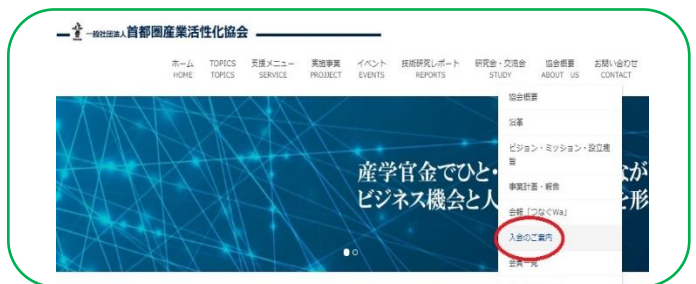 一般社団法人首都圏産業活性化協会
ホーム TOPICS 支援メニュー 実施事業 イベント 技術研究レポート 研究会・交流会 協会概要 お問い合わせ
HOME TOPICS SERVICE PROJECT EVENTS REPORTS STUDY ABOUT US CONTACT
協会概要
沿革
ビジョン・ミッション・設立趣
旨
事業計画・報告
会報「つなぐWa」
入会のご案内
会員一覧
産学官金でひと・
ながら
ビジネス機会と人
を形